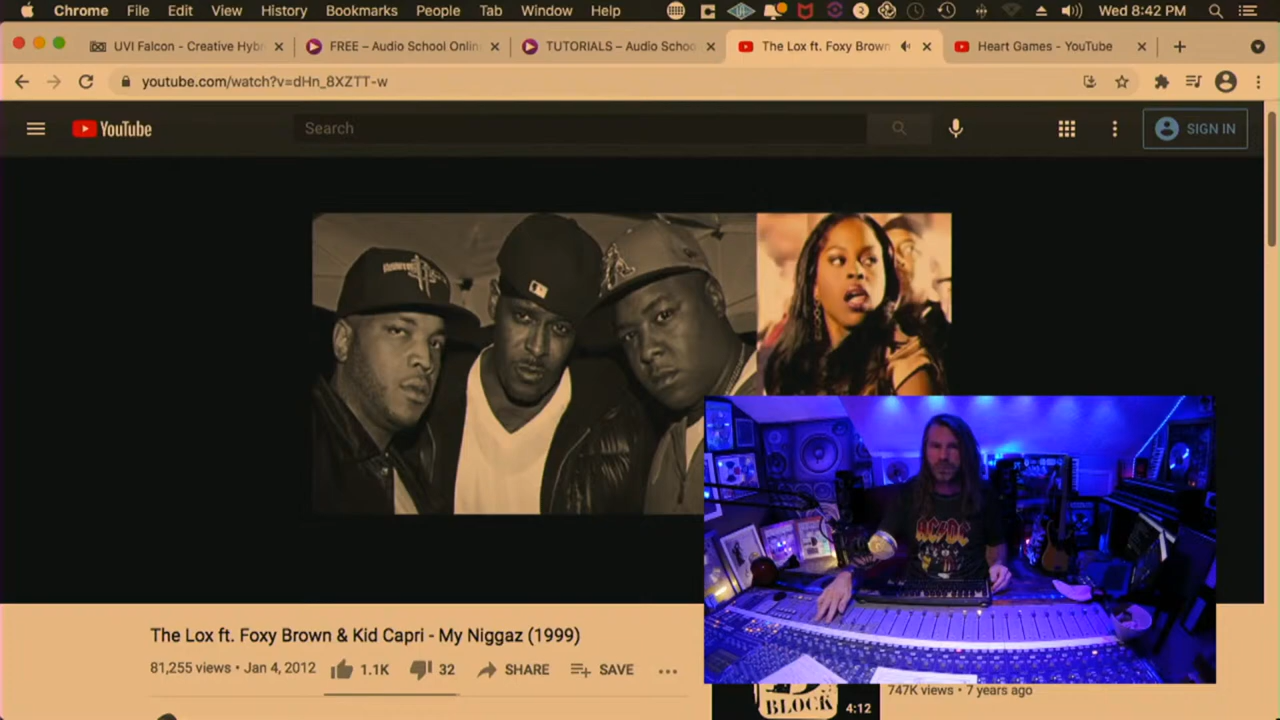 Chrome File Edit View History Bookmarks People Tab Window Help Wed 8:42 PM
UVI Falcon - Creative Hybr FREE – Audio School Onlin TUTORIALS – Audio Schoo The Lox ft. Foxy Brown Heart Games - YouTube
youtube.com/watch?v=dHn_8XZTT-w
YouTube Search SIGN IN
AC/DC
The Lox ft. Foxy Brown & Kid Capri - My Niggaz (1999)
81,255 views • Jan 4, 2012 1.1K 32 SHARE SAVE
747K views • 7 years ago
BLOCK 4:12